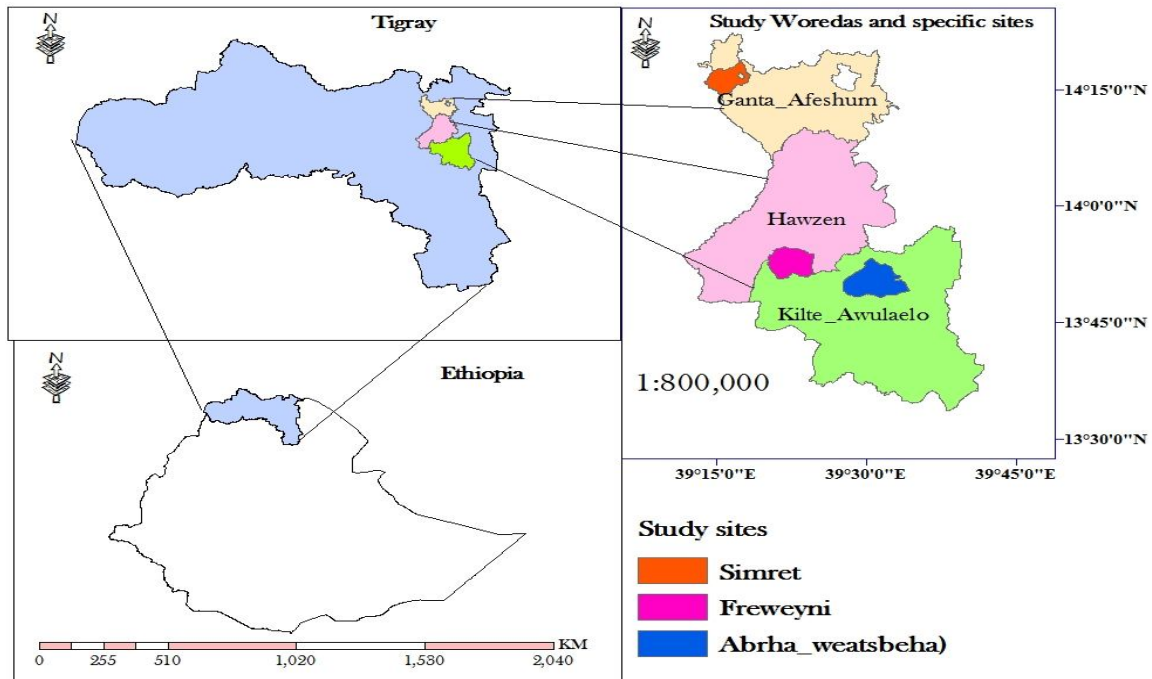 N
Tigray
N
Ethiopia
KM
0 255 510 1,020 1,530 2,040
N
Study Woredas and specific sites
Ganta_Afeshum
Hawzen
Kilte_Awulaelo
1:800,000
14°15'0"N
14°0'0"N
13°45'0"N
13°30'0"N
39°15'0"E 39°30'0"E 39°45'0"E
Study sites
Simret
Freweyni
Abrha_weatsbeha)